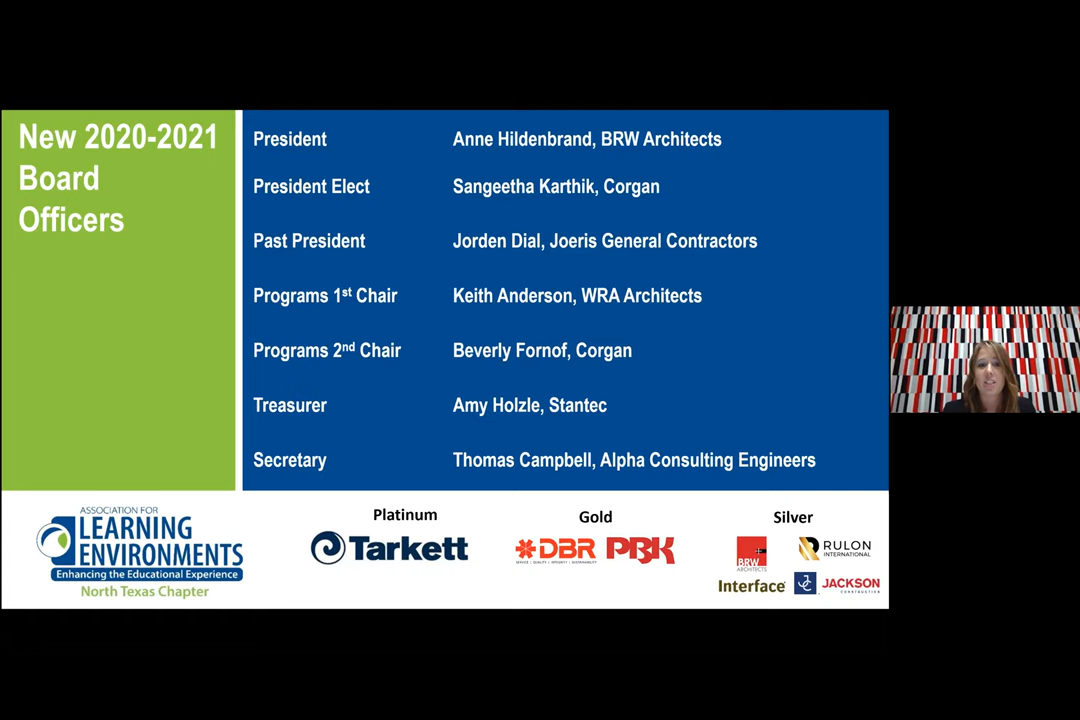 New 2020-2021
Board
Officers
President Anne Hildenbrand, BRW Architects
President Elect Sangeetha Karthik, Corgan
Past President Jorden Dial, Joeris General Contractors
Programs 1st Chair Keith Anderson, WRA Architects
Programs 2nd Chair Beverly Fornof, Corgan
Treasurer Amy Holzle, Stantec
Secretary Thomas Campbell, Alpha Consulting Engineers
ASSOCIATION FOR
LEARNING
ENVIRONMENTS
Enhancing the Educational Experience
North Texas Chapter
Platinum
Tarkett
Gold
DBR
SERVICE | QUALITY | INTEGRITY | SUSTAINABILITY
PBK
Silver
BRW
ARCHITECTS
RULON
INTERNATIONAL
Interface
JC
JACKSON
CONSTRUCTION